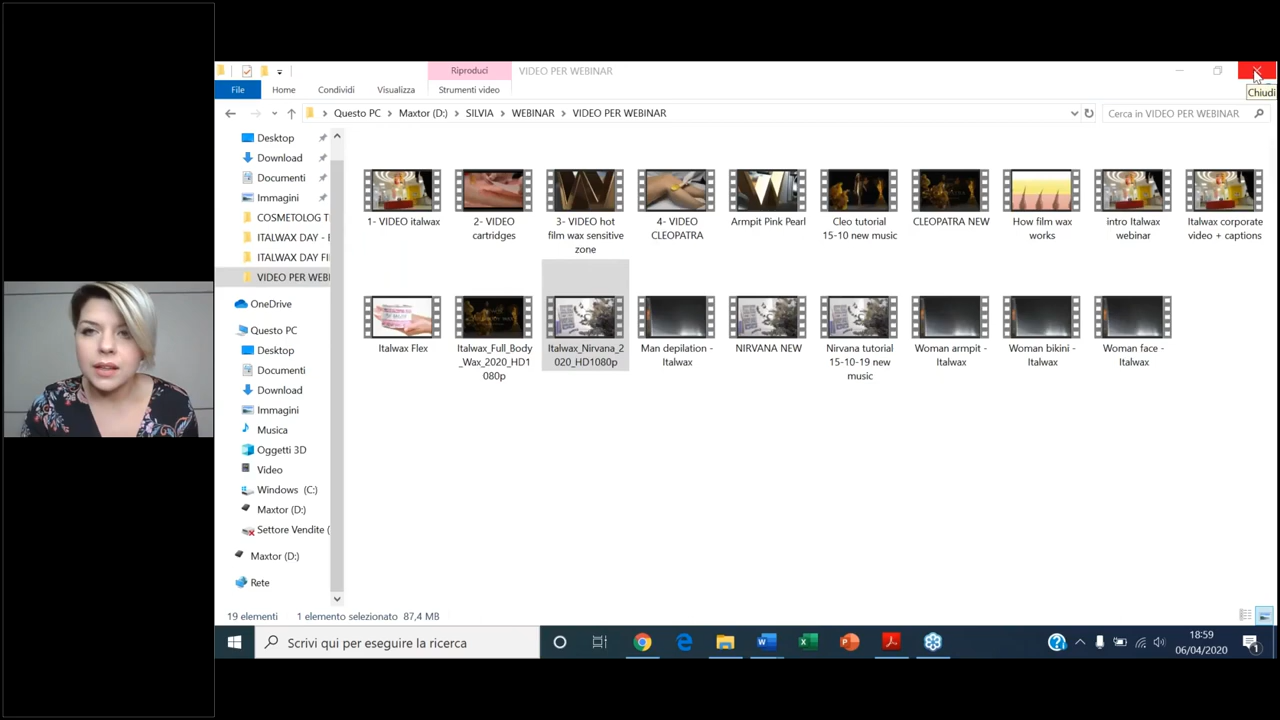 Riproduci
VIDEO PER WEBINAR
Chiudi
File
Home
Condividi
Visualizza
Strumenti video
Questo PC > Maxtor (D:) > SILVIA > WEBINAR > VIDEO PER WEBINAR
Cerca in VIDEO PER WEBINAR
Desktop
Download
Documenti
Immagini
COSMETOLOG T
ITALWAX DAY - E
ITALWAX DAY FI
VIDEO PER WEBI
OneDrive
Questo PC
Desktop
Documenti
Download
Immagini
Musica
Oggetti 3D
Video
Windows (C:)
Maxtor (D:)
Settore Vendite (
Maxtor (D:)
Rete
1- VIDEO italwax
2- VIDEO
cartridges
3- VIDEO hot
film wax sensitive
zone
4- VIDEO
CLEOPATRA
Armpit Pink Pearl
Cleo tutorial
15-10 new music
CLEOPATRA NEW
How film wax
works
intro Italwax
webinar
Italwax corporate
video + captions
Italwax Flex
Italwax_Full_Body
_Wax_2020_HD1
080p
Italwax_Nirvana_2
020_HD1080p
Man depilation -
Italwax
NIRVANA NEW
Nirvana tutorial
15-10-19 new
music
Woman armpit -
Italwax
Woman bikini -
Italwax
Woman face -
Italwax
19 elementi
1 elemento selezionato 87,4 MB
Scrivi qui per eseguire la ricerca
18:59
06/04/2020